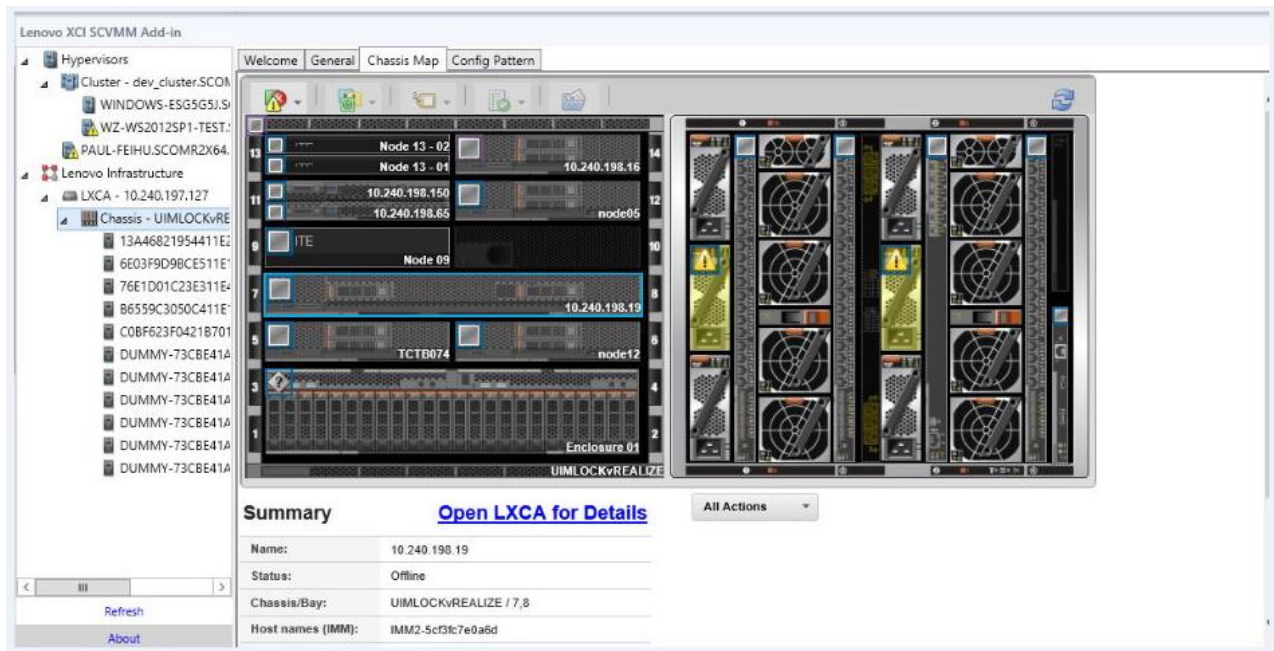 Lenovo XCI SCVMM Add-in
Hypervisors
Cluster - dev_cluster.SCOM
WINDOWS-ESG5G5J.S
WZ-WS2012SP1-TEST.
PAUL-FEIHU.SCOMR2X64.
Lenovo Infrastructure
LXCA - 10.240.197.127
Chassis - UIMLOCKvRE
13A46821954411E2
6E03F9D9BCE511E
76E1D01C23E311E4
B6559C3050C411E
C0BF623F0421B701
DUMMY-73CBE41A
DUMMY-73CBE41A
DUMMY-73CBE41A
DUMMY-73CBE41A
DUMMY-73CBE41A
DUMMY-73CBE41A
Refresh
About
Welcome General Chassis Map Config Pattern
13 Node 13 - 02 14
Node 13 - 01 10.240.198.16
11 10.240.198.150 12
10.240.198.65 node05
9 ITE 10
Node 09
7 8
10.240.198.19
5 6
TCTB074 node12
3 ? 4
1 2
Enclosure 01
UIMLOCKvREALIZE
Summary Open LXCA for Details All Actions
Name: 10.240.198.19
Status: Offline
Chassis/Bay: UIMLOCKvREALIZE / 7,8
Host names (IMM): IMM2-5cf3fc7e0a6d